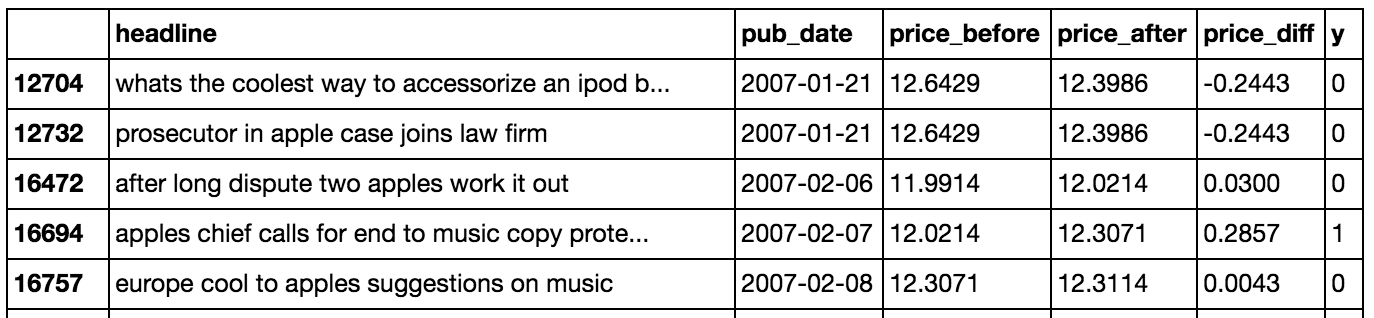 headline pub_date price_before price_after price_diff y
12704 whats the coolest way to accessorize an ipod b... 2007-01-21 12.6429 12.3986 -0.2443 0
12732 prosecutor in apple case joins law firm 2007-01-21 12.6429 12.3986 -0.2443 0
16472 after long dispute two apples work it out 2007-02-06 11.9914 12.0214 0.0300 0
16694 apples chief calls for end to music copy prote... 2007-02-07 12.0214 12.3071 0.2857 1
16757 europe cool to apples suggestions on music 2007-02-08 12.3071 12.3114 0.0043 0